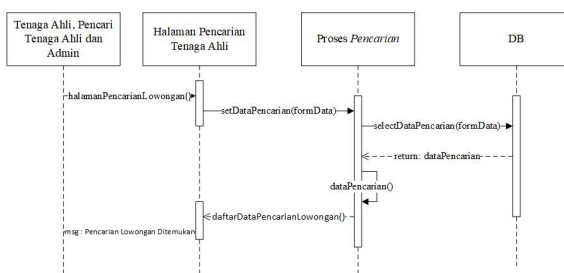 Tenaga Ahli, Pencari
Tenaga Ahli dan
Admin
Halaman Pencarian
Tenaga Ahli
Proses Pencarian
DB
halamanPencarianLowongan()
setDataPencarian(formData)
selectDataPencarian(formData)
return: dataPencarian
dataPencarian()
daftarDataPencarianLowongan()
msg : Pencarian Lowongan Ditemukan